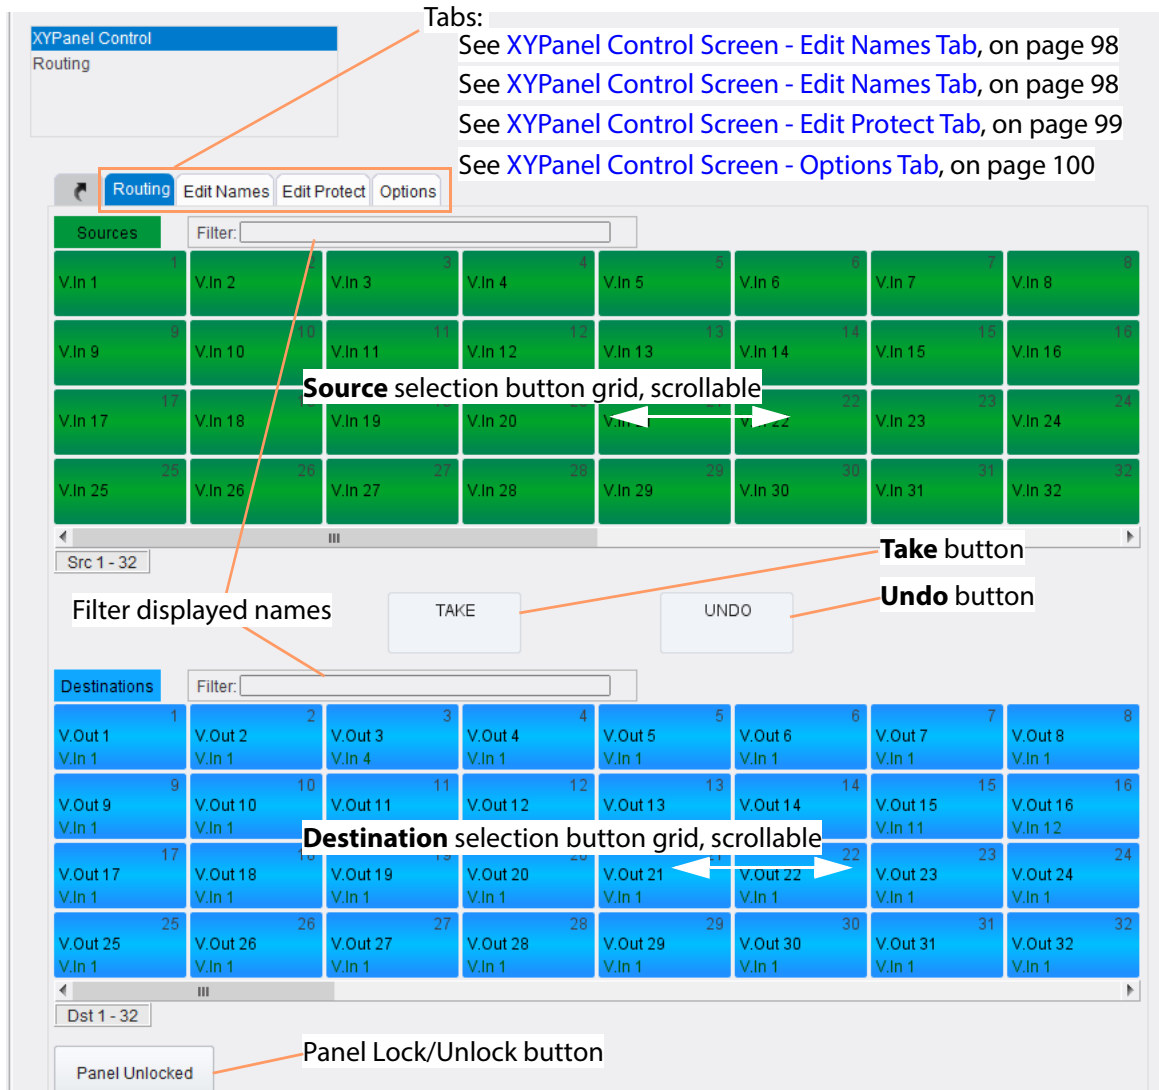 Tabs:
XYPanel Control
Routing
See XYPanel Control Screen - Edit Names Tab, on page 98
See XYPanel Control Screen - Edit Names Tab, on page 98
See XYPanel Control Screen - Edit Protect Tab, on page 99
See XYPanel Control Screen - Options Tab, on page 100
Routing Edit Names Edit Protect Options
Sources Filter:
1 2 3 4 5 6 7 8
V.In 1 V.In 2 V.In 3 V.In 4 V.In 5 V.In 6 V.In 7 V.In 8
9 10 11 12 13 14 15 16
V.In 9 V.In 10 V.In 11 V.In 12 V.In 13 V.In 14 V.In 15 V.In 16
Source selection button grid, scrollable
17 22 23 24
V.In 17 V.In 18 V.In 19 V.In 20 V.In 22 V.In 23 V.In 24
25 26 27 28 29 30 31 32
V.In 25 V.In 26 V.In 27 V.In 28 V.In 29 V.In 30 V.In 31 V.In 32
Src 1 - 32
Take button
Filter displayed names
TAKE UNDO
Undo button
Destinations Filter:
1 2 3 4 5 6 7 8
V.Out 1 V.Out 2 V.Out 3 V.Out 4 V.Out 5 V.Out 6 V.Out 7 V.Out 8
V.In 1 V.In 1 V.In 4 V.In 1 V.In 1 V.In 1 V.In 1 V.In 1
9 10 11 12 13 14 15 16
V.Out 9 V.Out 10 V.Out 11 V.Out 12 V.Out 13 V.Out 14 V.Out 15 V.Out 16
V.In 1 V.In 1 V.In 11 V.In 12
Destination selection button grid, scrollable
17 22 23 24
V.Out 17 V.Out 18 V.Out 19 V.Out 20 V.Out 21 V.Out 22 V.Out 23 V.Out 24
V.In 1 V.In 1 V.In 1 V.In 1 V.In 1 V.In 1 V.In 1 V.In 1
25 26 27 28 29 30 31 32
V.Out 25 V.Out 26 V.Out 27 V.Out 28 V.Out 29 V.Out 30 V.Out 31 V.Out 32
V.In 1 V.In 1 V.In 1 V.In 1 V.In 1 V.In 1 V.In 1 V.In 1
Dst 1 - 32
Panel Lock/Unlock button
Panel Unlocked